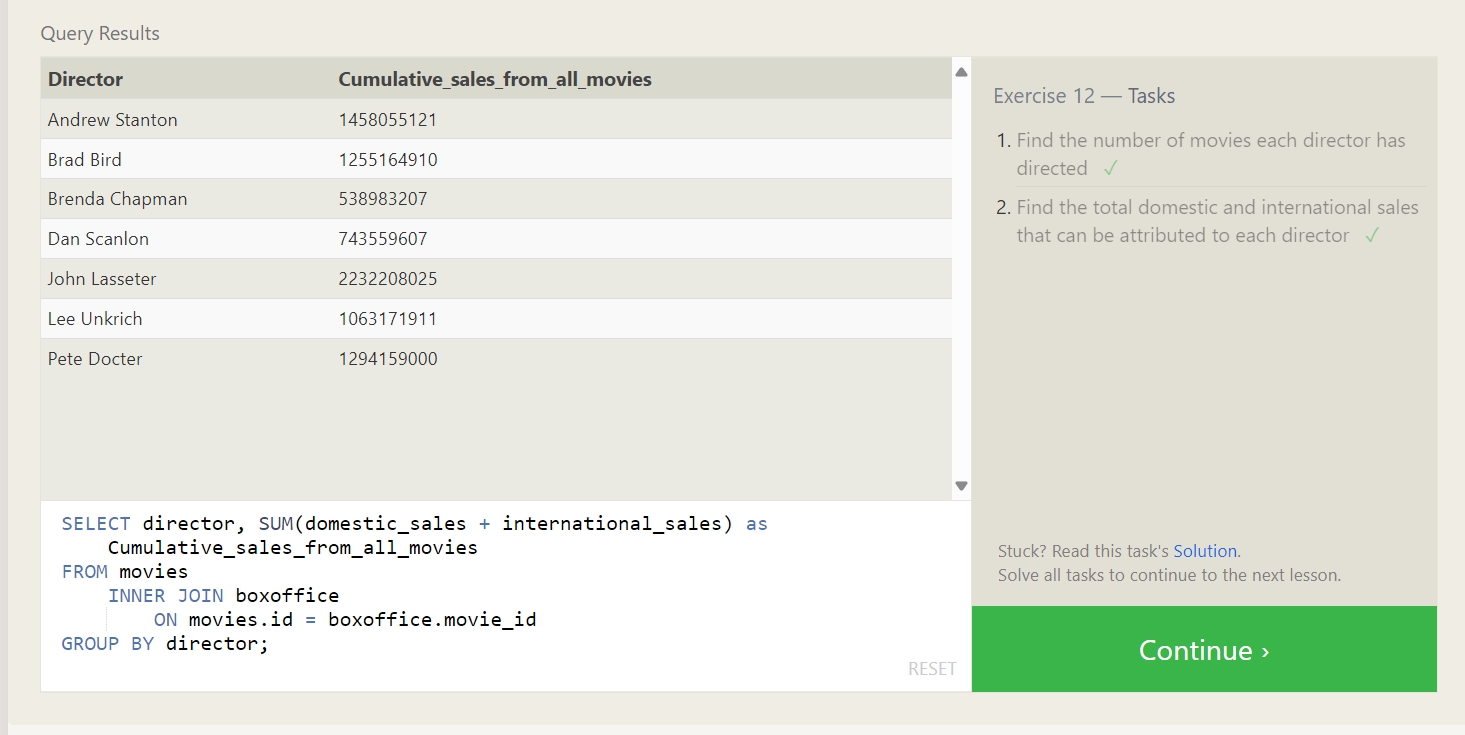 Query Results
Director Cumulative_sales_from_all_movies
Andrew Stanton 1458055121
Brad Bird 1255164910
Brenda Chapman 538983207
Dan Scanlon 743559607
John Lasseter 2232208025
Lee Unkrich 1063171911
Pete Docter 1294159000
SELECT director, SUM(domestic_sales + international_sales) as
Cumulative_sales_from_all_movies
FROM movies
INNER JOIN boxoffice
ON movies.id = boxoffice.movie_id
GROUP BY director;
RESET
Exercise 12 — Tasks
1. Find the number of movies each director has
directed ✓
2. Find the total domestic and international sales
that can be attributed to each director ✓
Stuck? Read this task's Solution.
Solve all tasks to continue to the next lesson.
Continue ›